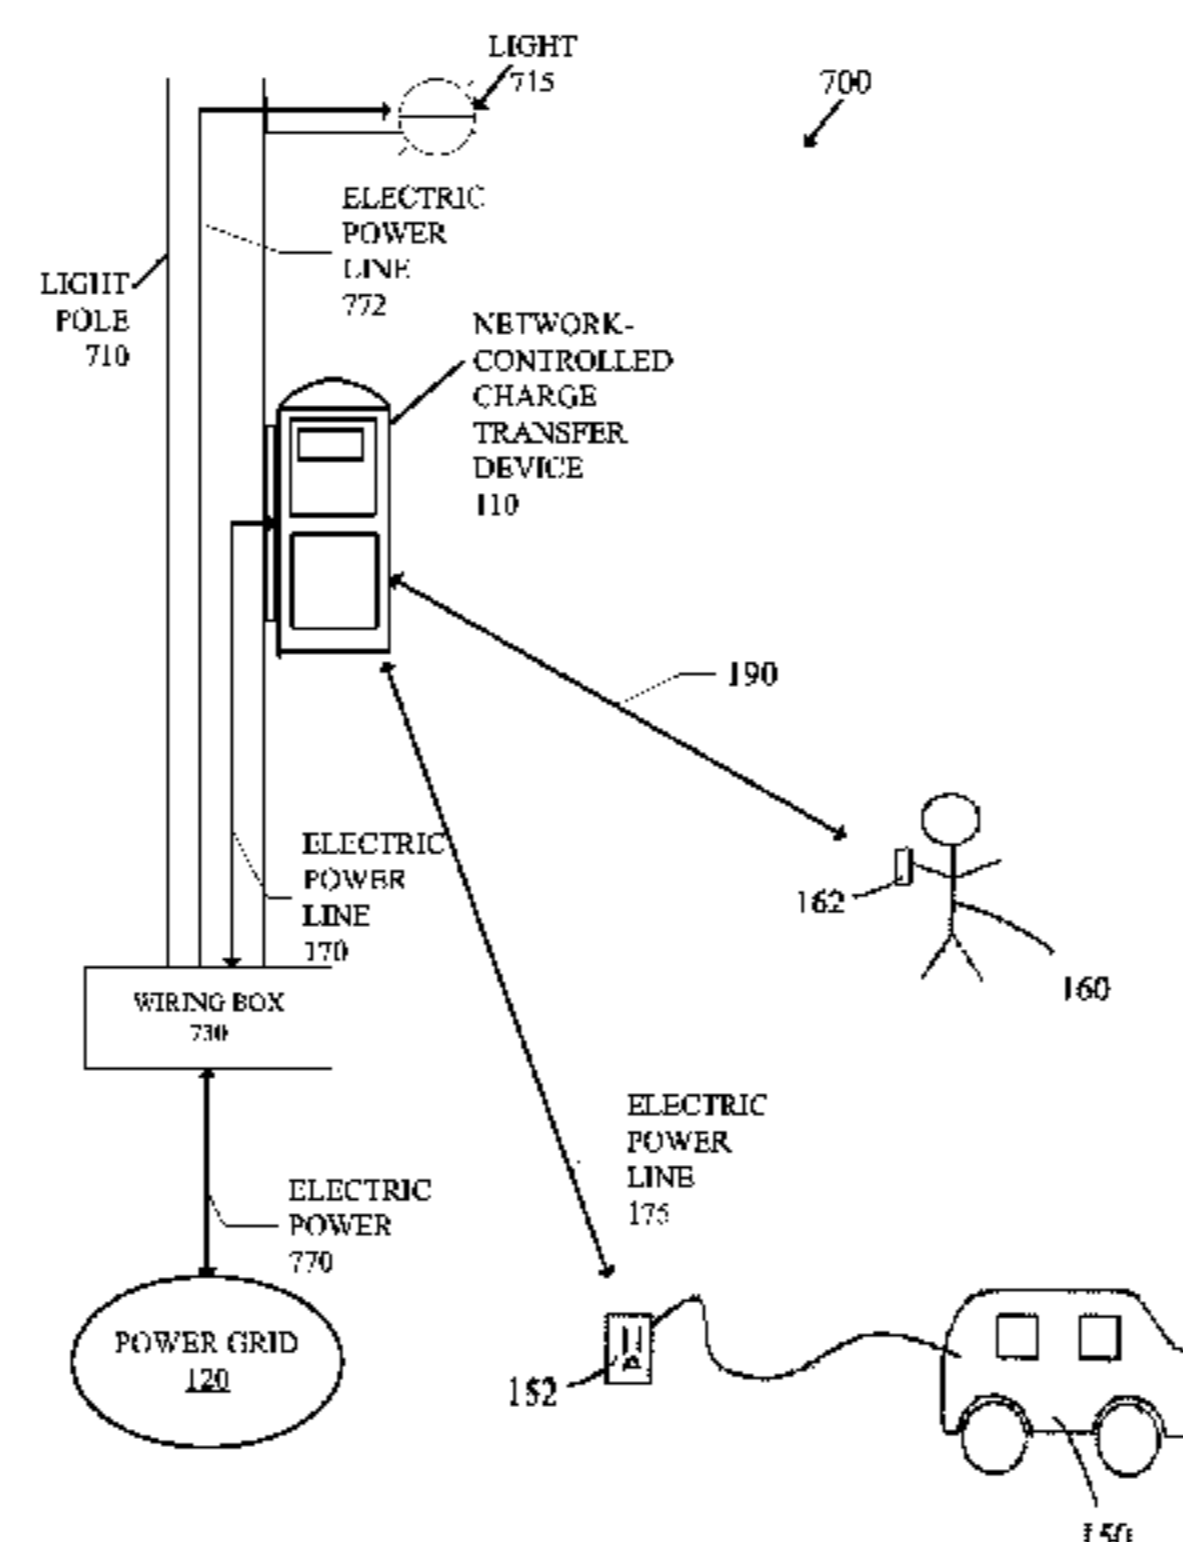 LIGHT
715
700
ELECTRIC
POWER
LINE
772
LIGHT
POLE
710
NETWORK-
CONTROLLED
CHARGE
TRANSFER
DEVICE
110
190
ELECTRIC
POWER
LINE
170
162
160
WIRING BOX
730
ELECTRIC
POWER
LINE
175
ELECTRIC
POWER
770
POWER GRID
120
152
150